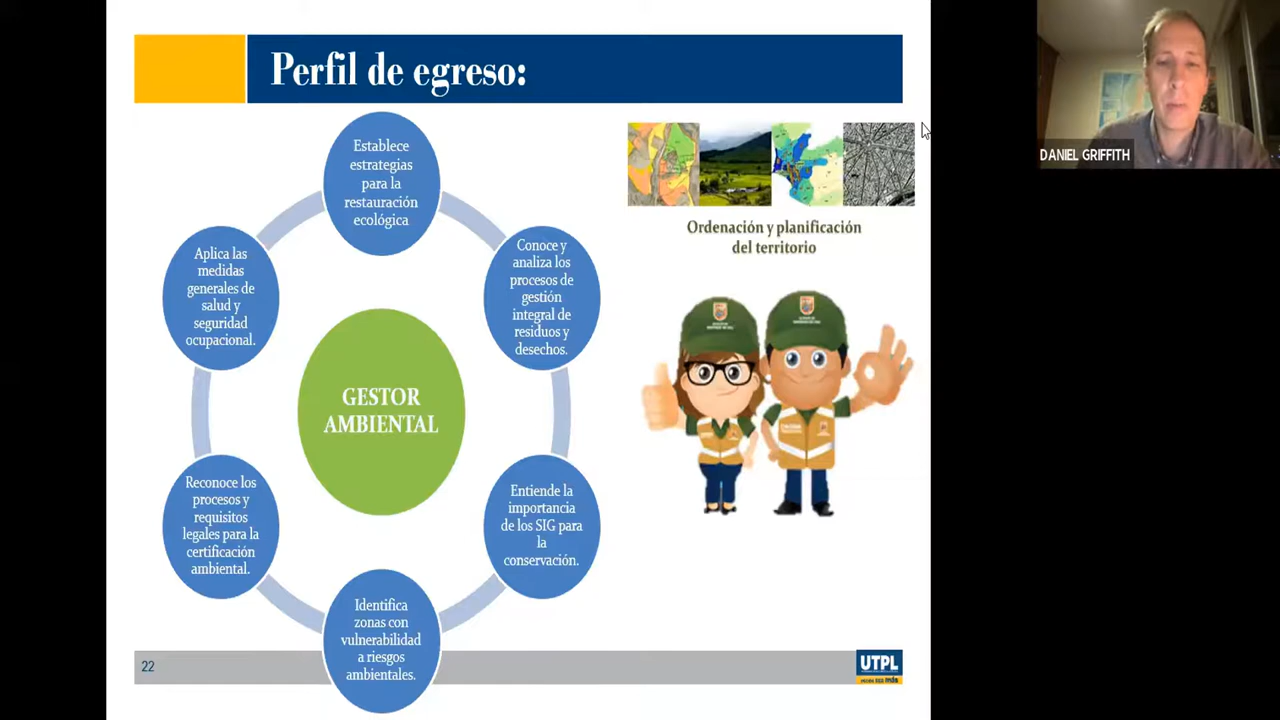 Perfil de egreso:
Establece
estrategias
para la
restauración
ecológica
Conoce y
analiza los
procesos de
gestión
integral de
residuos y
desechos.
Entiende la
importancia
de los SIG para
la
conservación.
Identifica
zonas con
vulnerabilidad
a riesgos
ambientales.
Reconoce los
procesos y
requisitos
legales para la
certificación
ambiental.
Aplica las
medidas
generales de
salud y
seguridad
ocupacional.
GESTOR
AMBIENTAL
Ordenación y planificación
del territorio
DANIEL GRIFFITH
22
UTPL